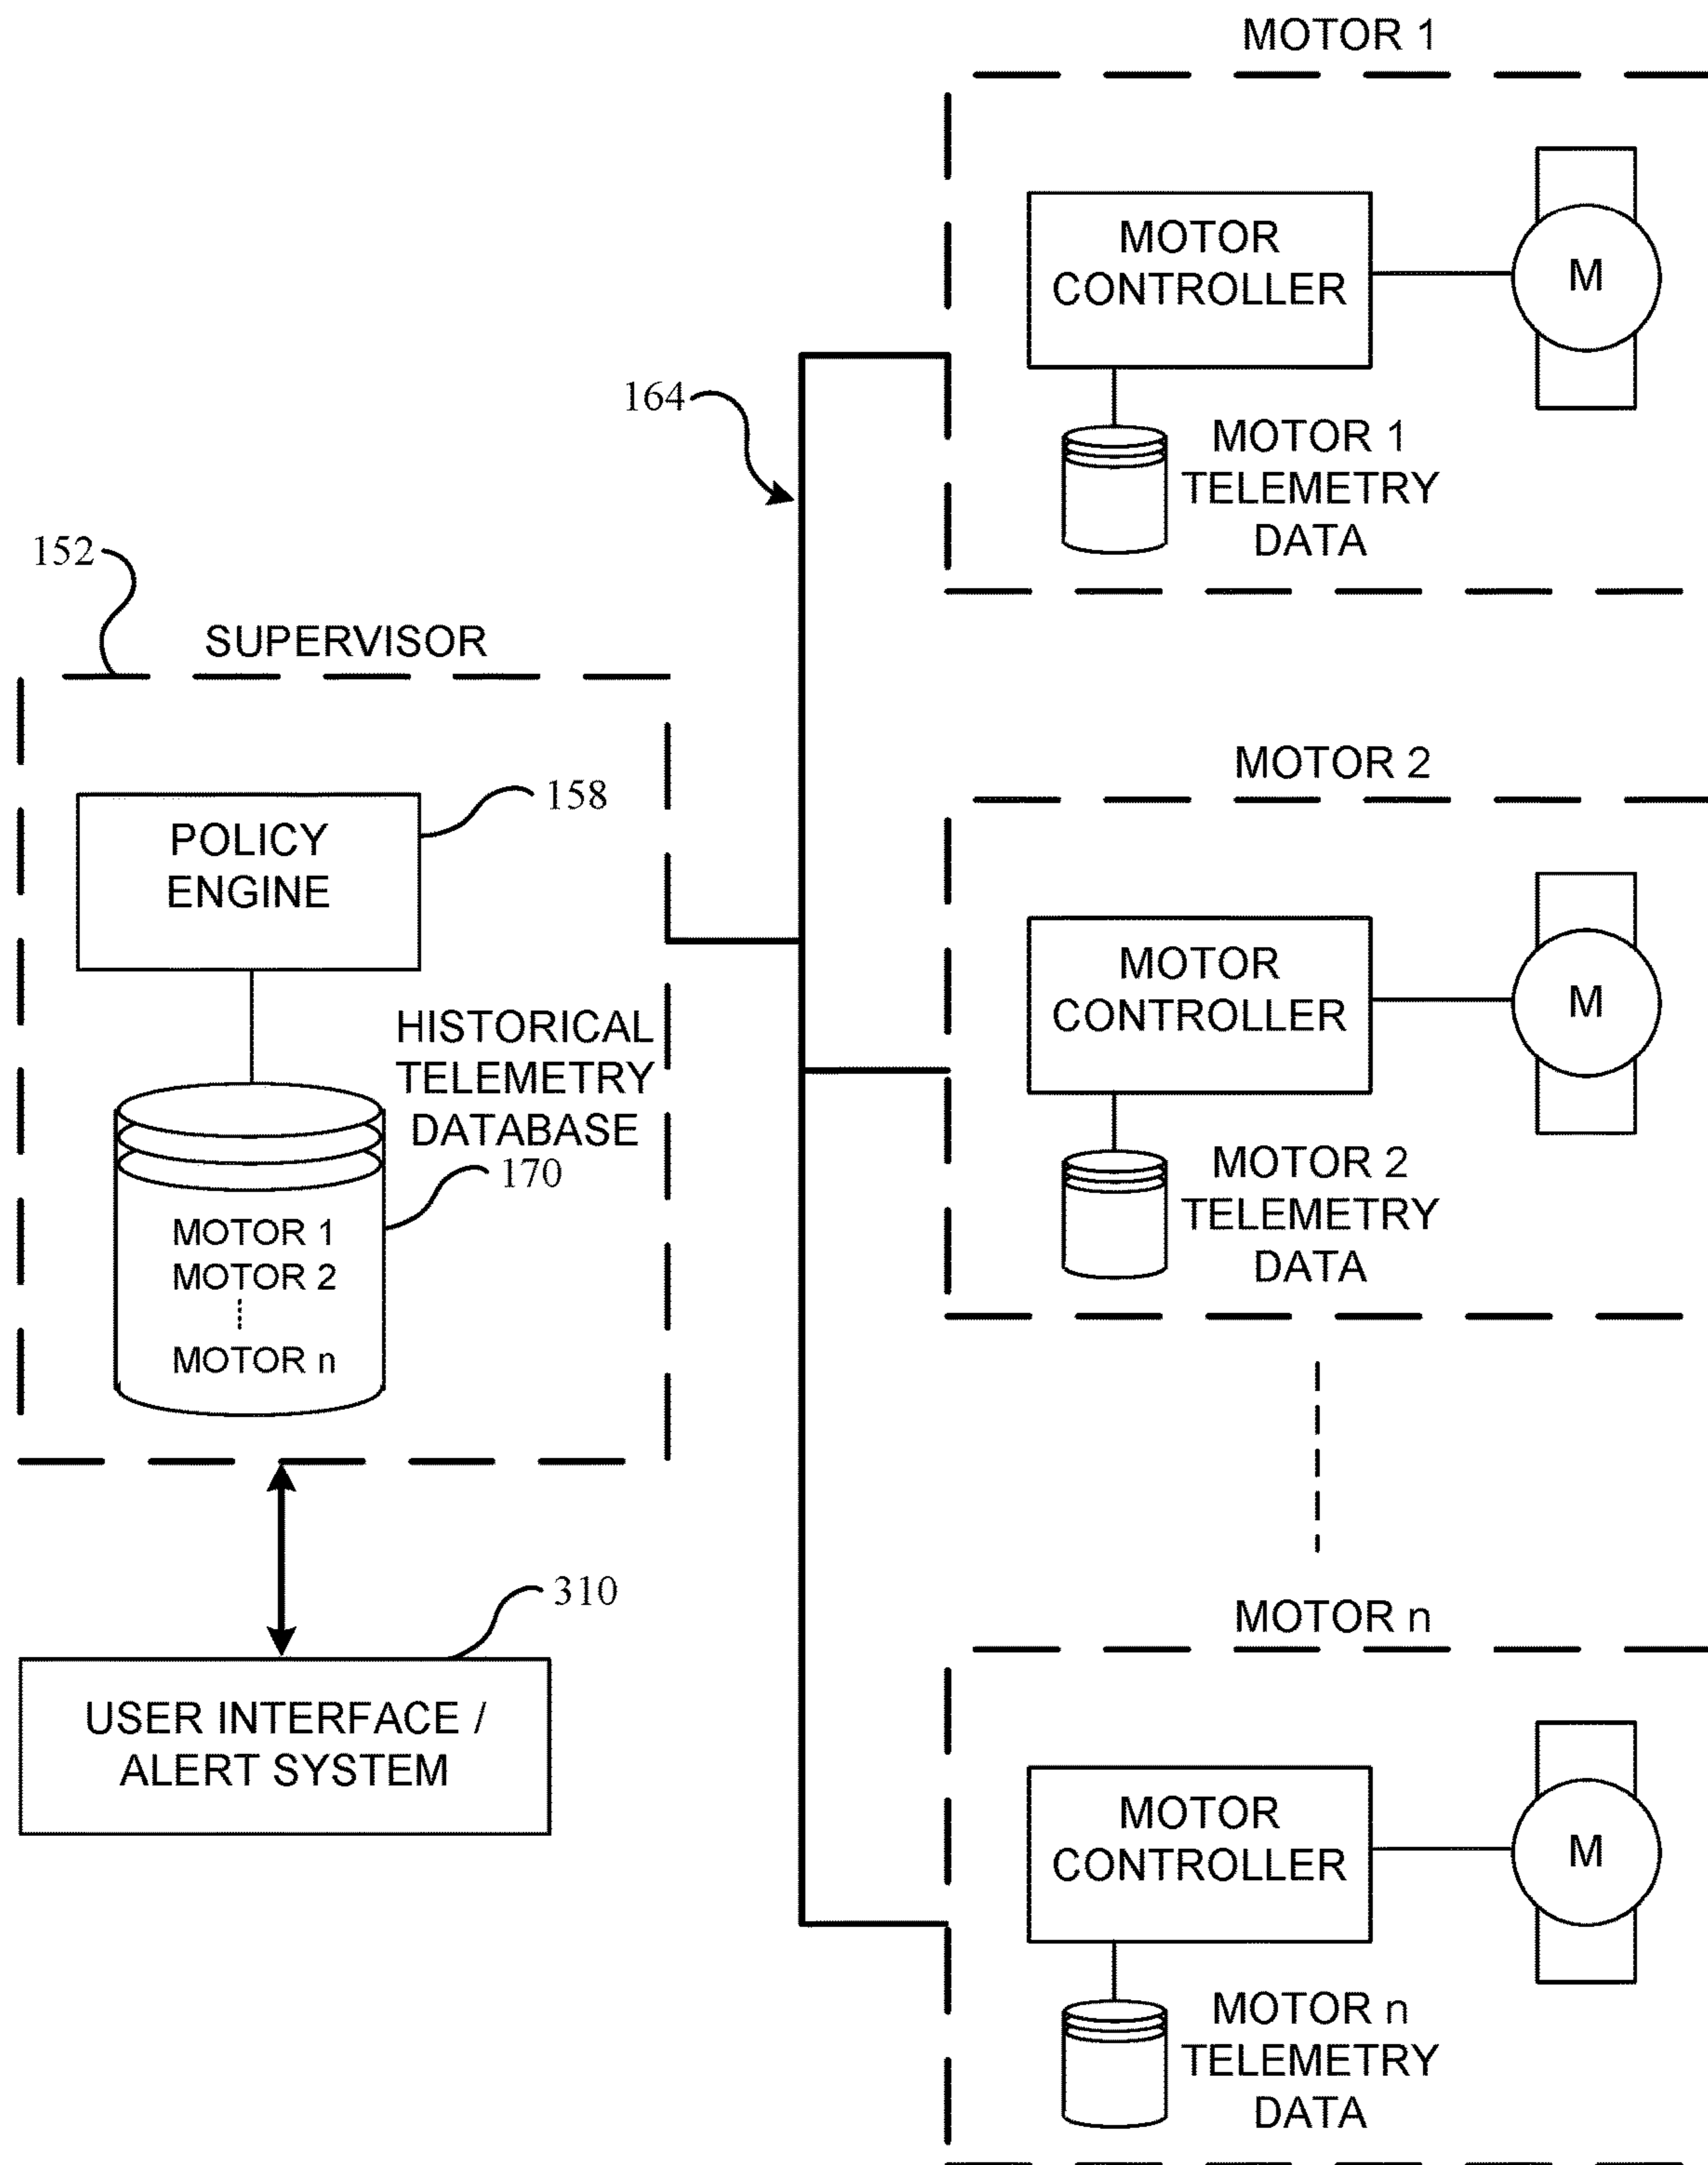 MOTOR 1
MOTOR
CONTROLLER
M
MOTOR 1
TELEMETRY
DATA
164
152
SUPERVISOR
POLICY
ENGINE
158
HISTORICAL
TELEMETRY
DATABASE
170
MOTOR 1
MOTOR 2
MOTOR n
MOTOR 2
MOTOR
CONTROLLER
M
MOTOR 2
TELEMETRY
DATA
310
USER INTERFACE /
ALERT SYSTEM
MOTOR n
MOTOR
CONTROLLER
M
MOTOR n
TELEMETRY
DATA